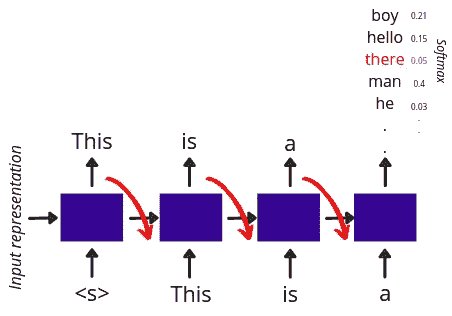 boy 0.21
hello 0.15
there 0.05
man 0.4
he 0.03
.
.
.
.
Softmax
This is a
Input representation
<s> This is a